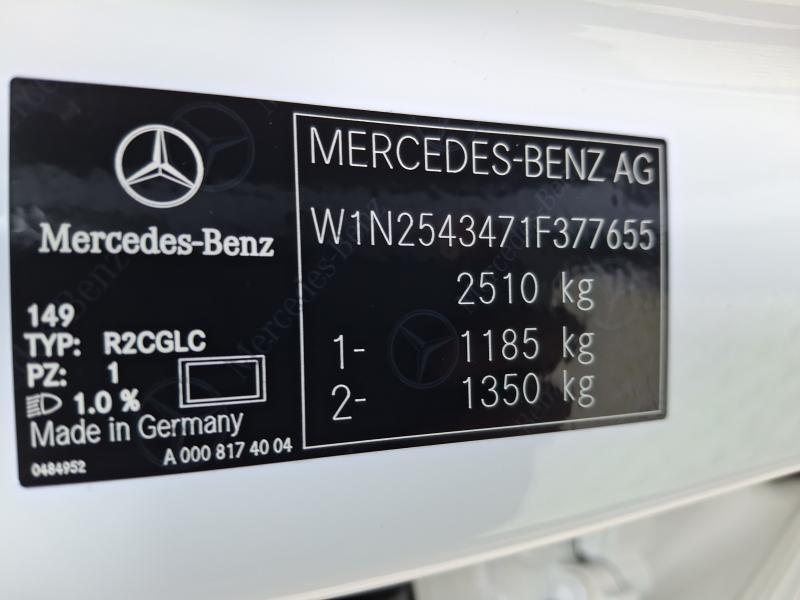 Mercedes-Benz
149
TYP: R2CGLC
PZ: 1
1.0 %
Made in Germany
0484952 A 000 817 40 04
MERCEDES-BENZ AG
W1N2543471F377655
2510 kg
1- 1185 kg
2- 1350 kg